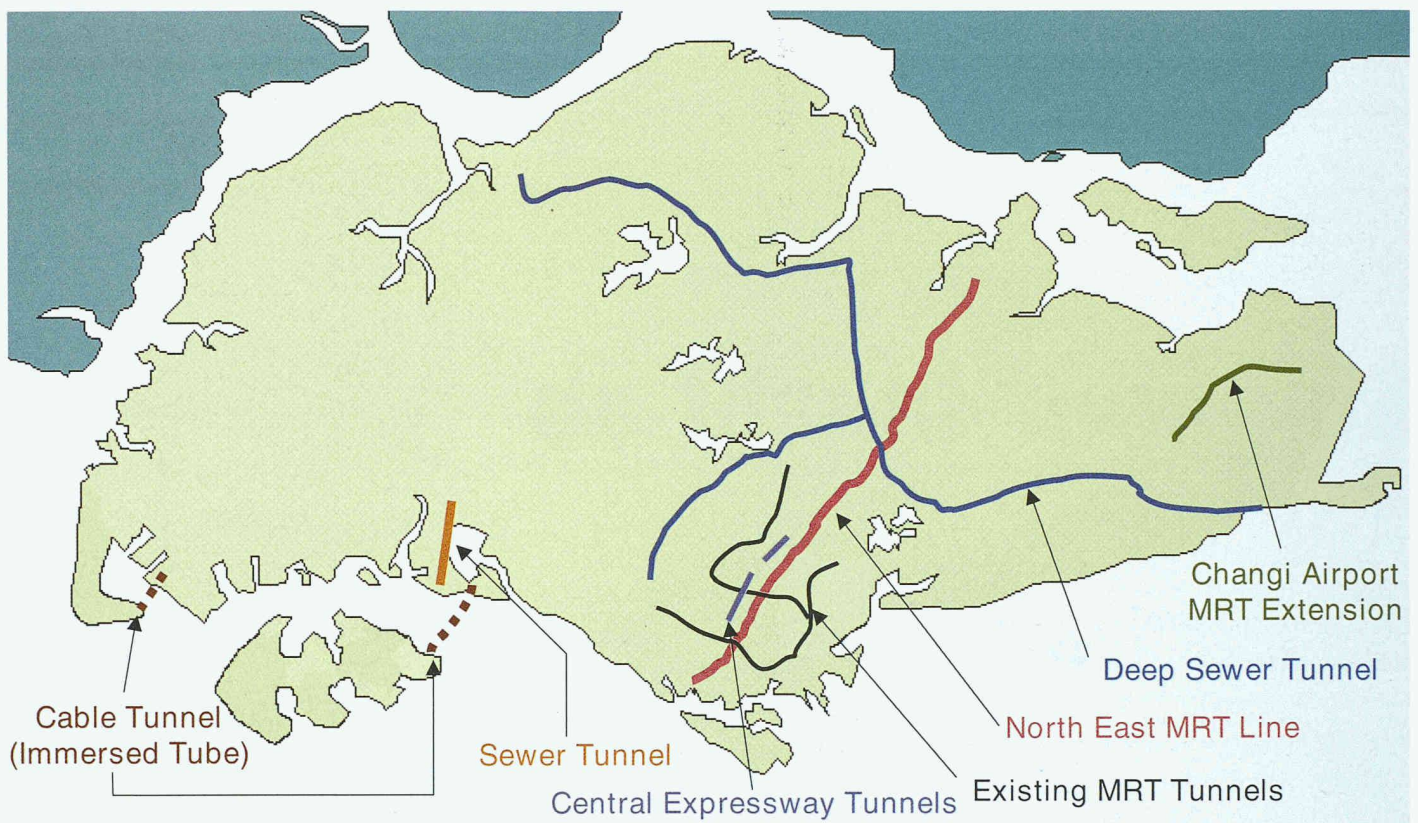 Changi Airport
MRT Extension
Deep Sewer Tunnel
Cable Tunnel
(Immersed Tube)
North East MRT Line
Sewer Tunnel
Existing MRT Tunnels
Central Expressway Tunnels